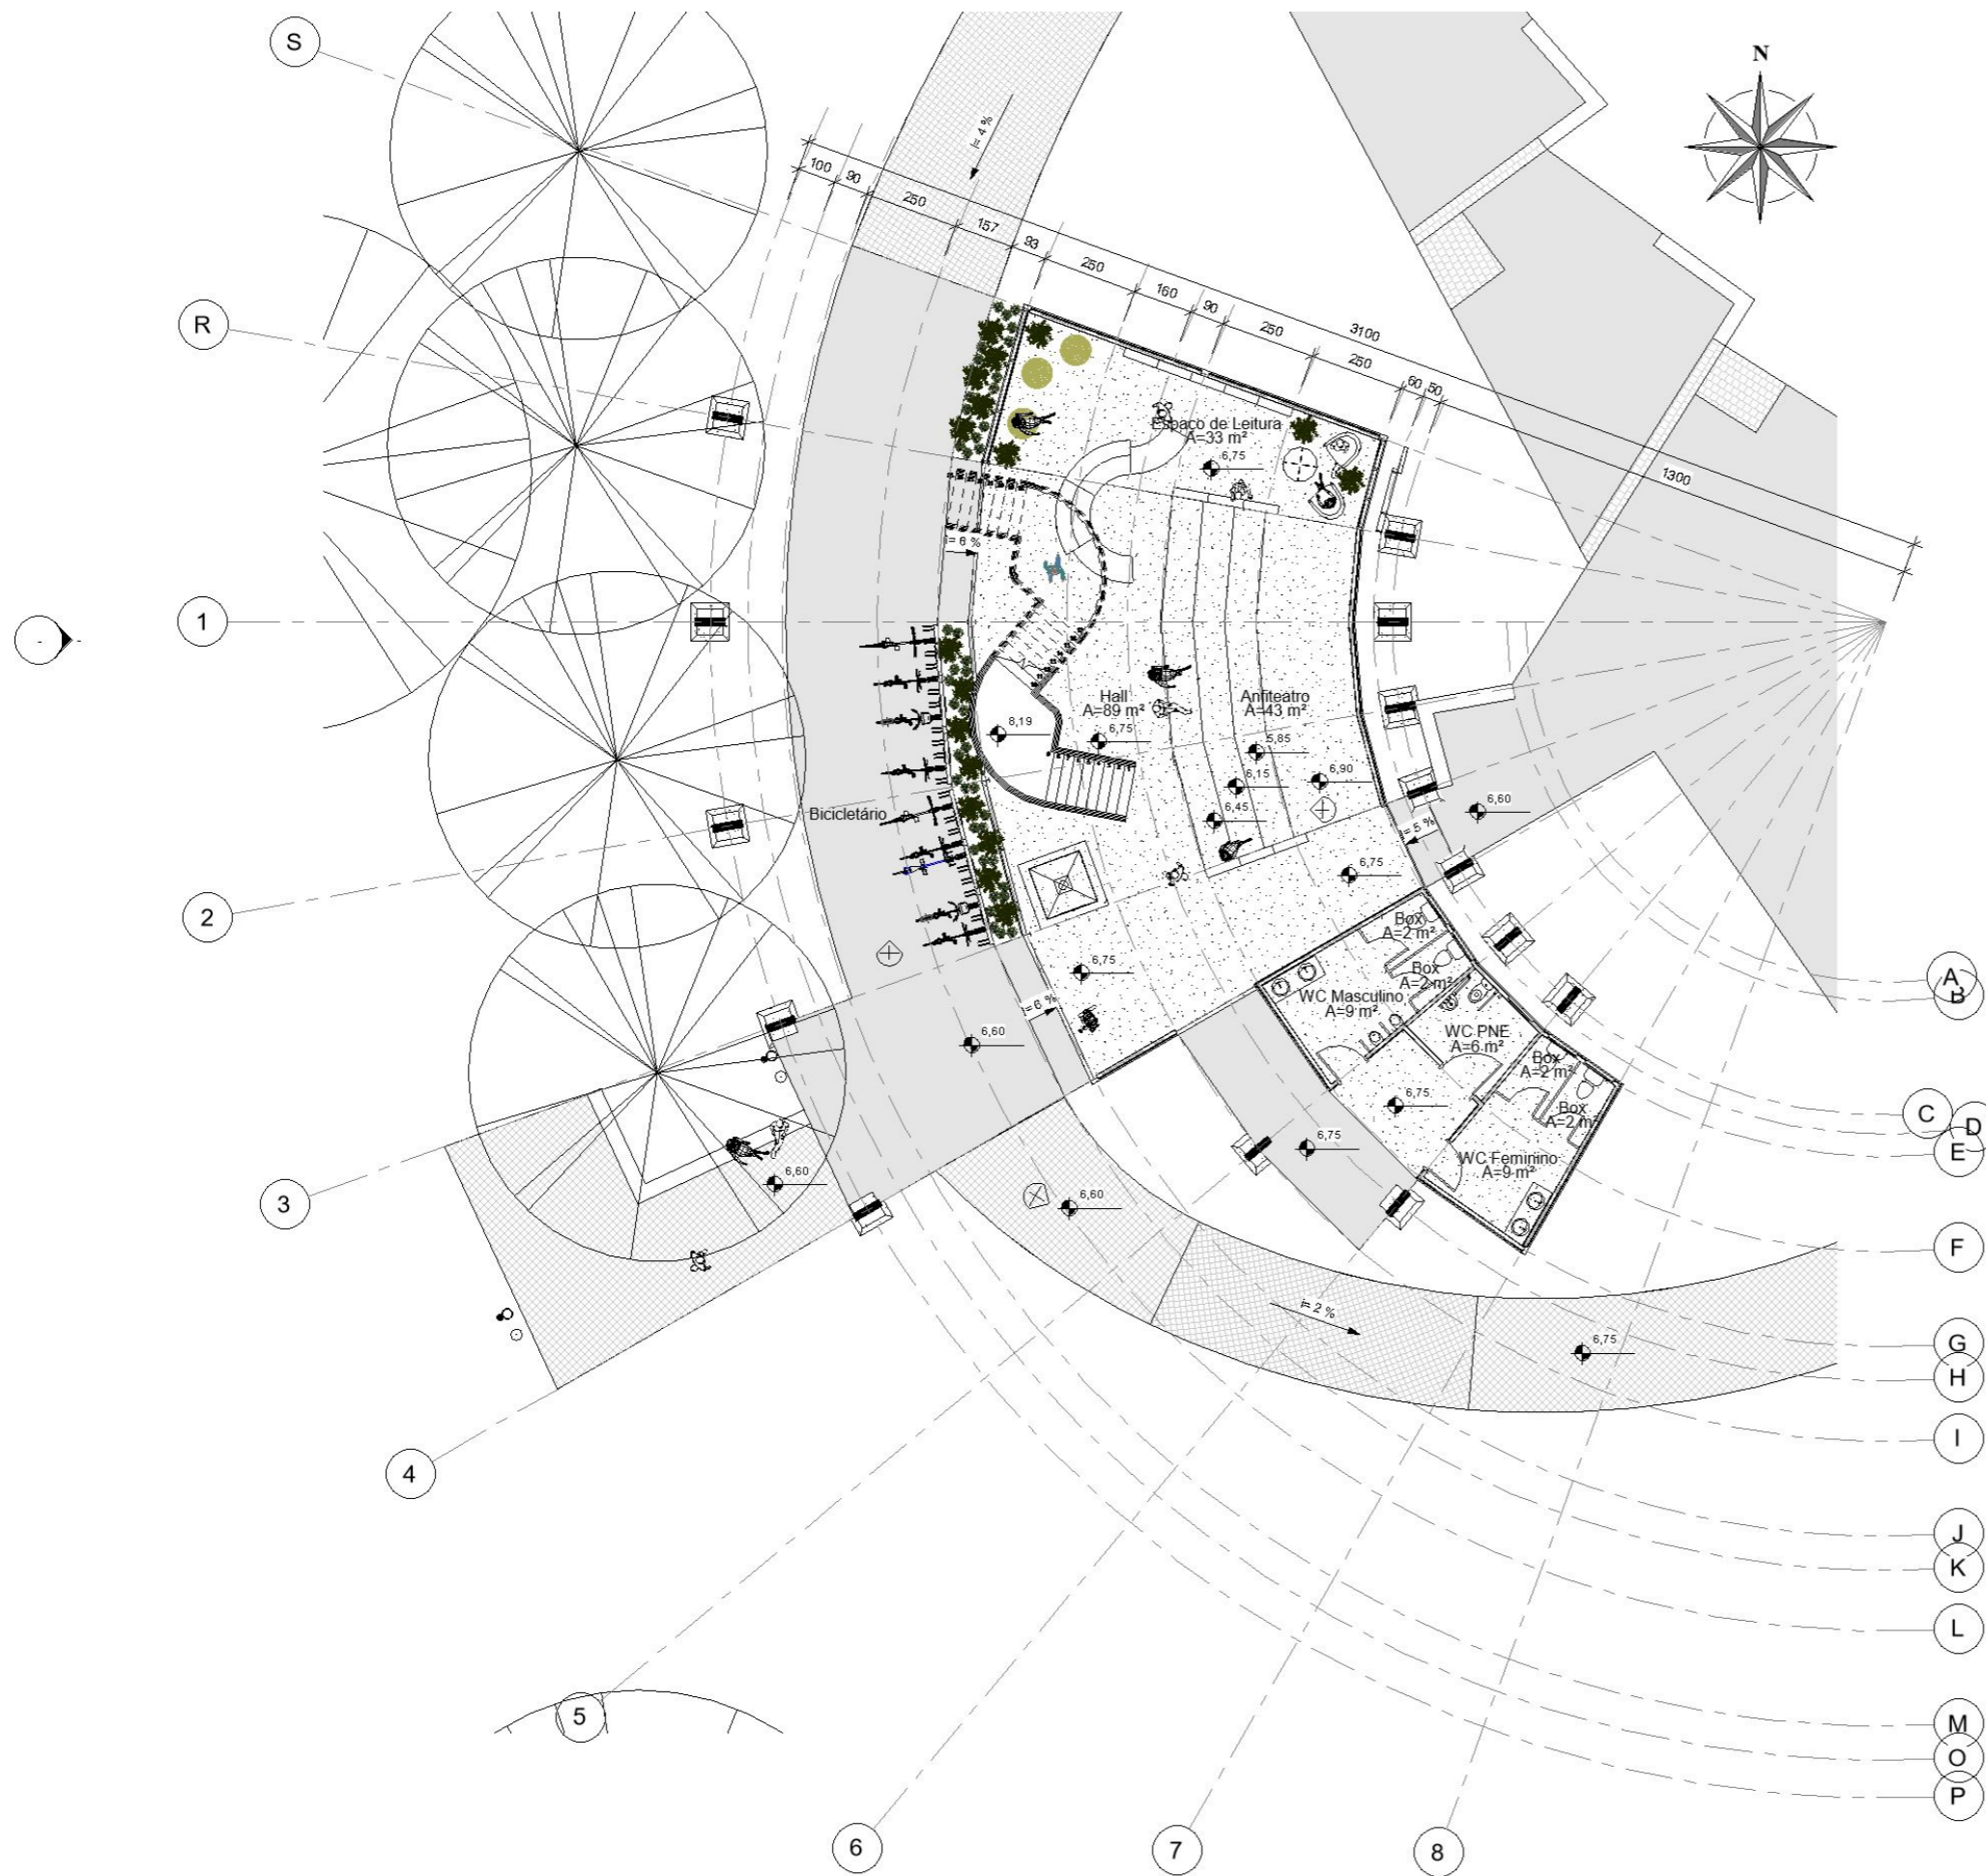 S
N
i= 4 %
100
90
250
157
93
250
160
90
250
3100
250
60
50
1300
R
Espaço de Leitura
A=33 m²
6,75
i= 6 %
1
-
-
Hall
A=89 m²
Anfiteatro
A=43 m²
8,19
6,75
5,85
6,15
6,90
6,45
6,60
Bicicletário
i= 5 %
6,75
2
Box
A=2 m²
6,75
Box
A=2 m²
WC Masculino
A=9 m²
A
B
i=6 %
6,60
WC PNE
A=6 m²
Box
A=2 m²
6,75
Box
A=2 m²
C
D
E
6,75
WC Feminino
A=9 m²
6,60
3
6,60
F
i= 2 %
6,75
G
H
I
4
J
K
L
5
M
O
P
6
7
8